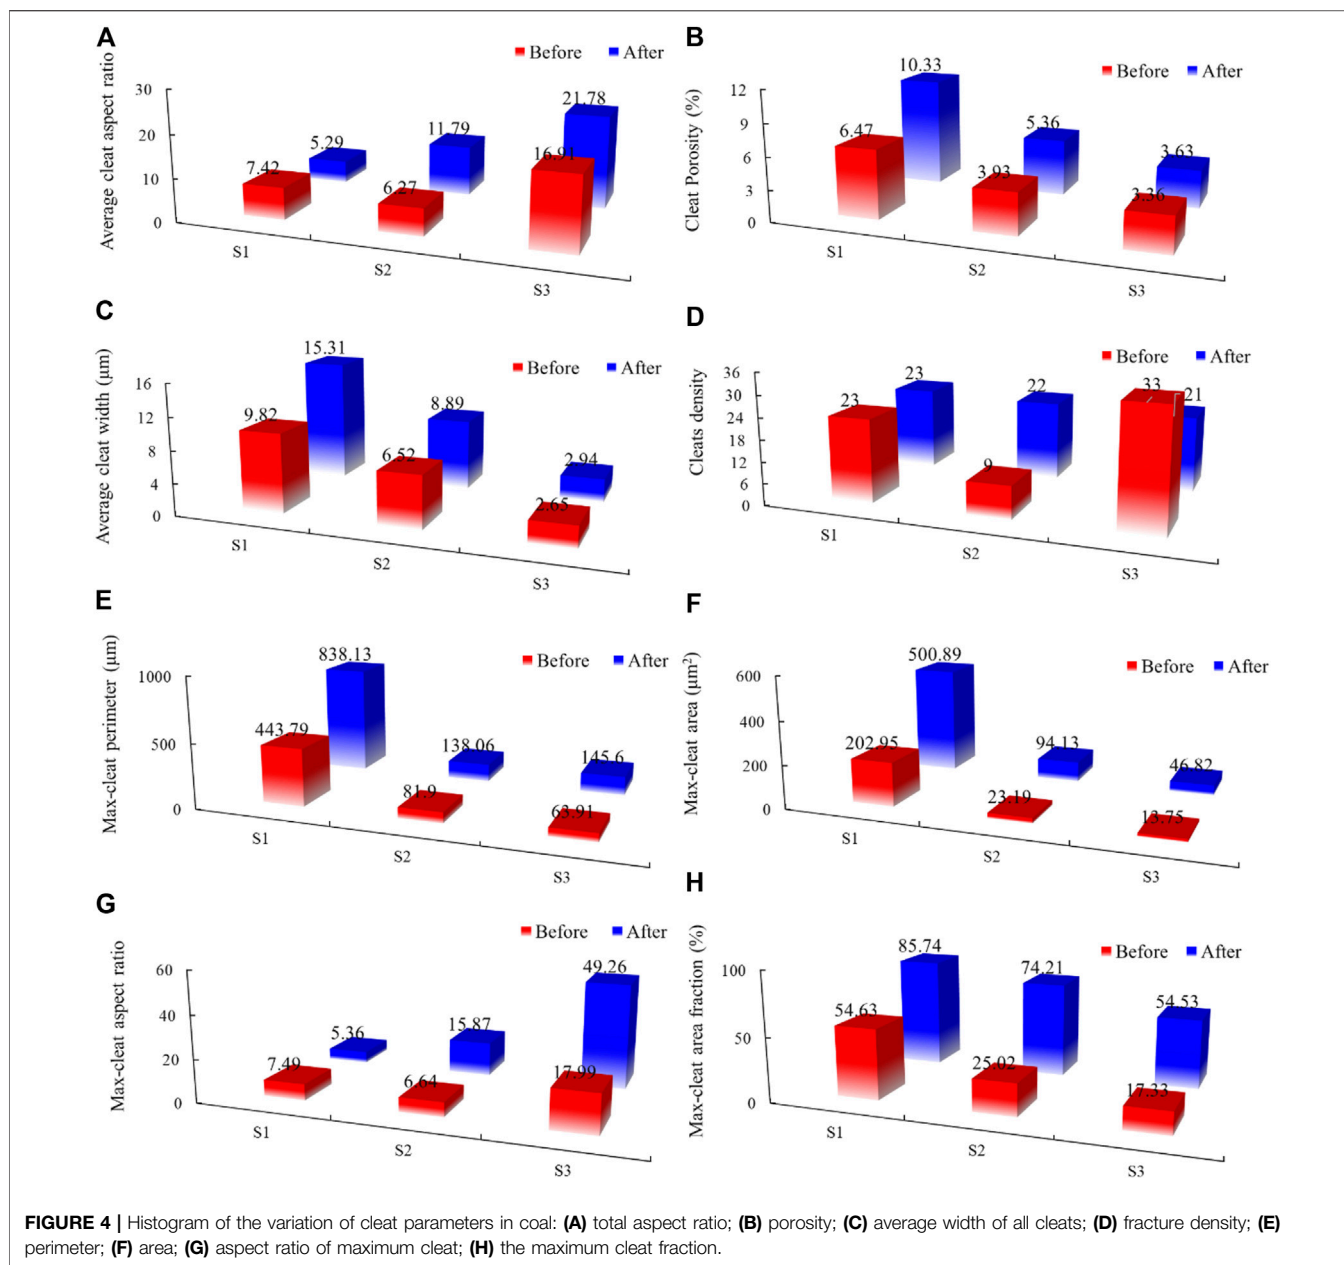 A
Average cleat aspect ratio
Before After
30
20
10
0
7.42
5.29
6.27
11.79
16.91
21.78
S1
S2
S3
B
Cleat Porosity (%)
Before After
12
9
6
3
0
6.47
10.33
3.93
5.36
3.36
3.63
S1
S2
S3
C
Average cleat width (μm)
Before After
16
12
8
4
0
9.82
15.31
6.52
8.89
2.65
2.94
S1
S2
S3
D
Cleats density
Before After
36
30
24
18
12
6
0
23
23
9
22
33
21
S1
S2
S3
E
Max-cleat perimeter (μm)
Before After
1000
500
0
443.79
838.13
81.9
138.06
63.91
145.6
S1
S2
S3
F
Max-cleat area (μm²)
Before After
600
400
200
0
202.95
500.89
23.19
94.13
13.75
46.82
S1
S2
S3
G
Max-cleat aspect ratio
Before After
60
40
20
0
7.49
5.36
6.64
15.87
17.99
49.26
S1
S2
S3
H
Max-cleat area fraction (%)
Before After
100
50
0
54.63
85.74
25.02
74.21
17.33
54.53
S1
S2
S3
FIGURE 4 | Histogram of the variation of cleat parameters in coal: (A) total aspect ratio; (B) porosity; (C) average width of all cleats; (D) fracture density; (E)
perimeter; (F) area; (G) aspect ratio of maximum cleat; (H) the maximum cleat fraction.